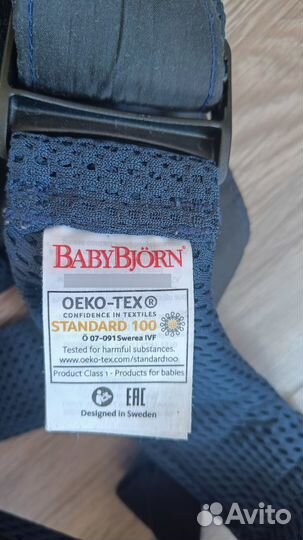 BABYBJÖRN®
OEKO-TEX®
CONFIDENCE IN TEXTILES
STANDARD 100
Ö 07-091 Swerea IVF
Tested for harmful substances.
www.oeko-tex.com/standard100
Product Class 1 - Products for babies
EAC
Designed in Sweden
Avito